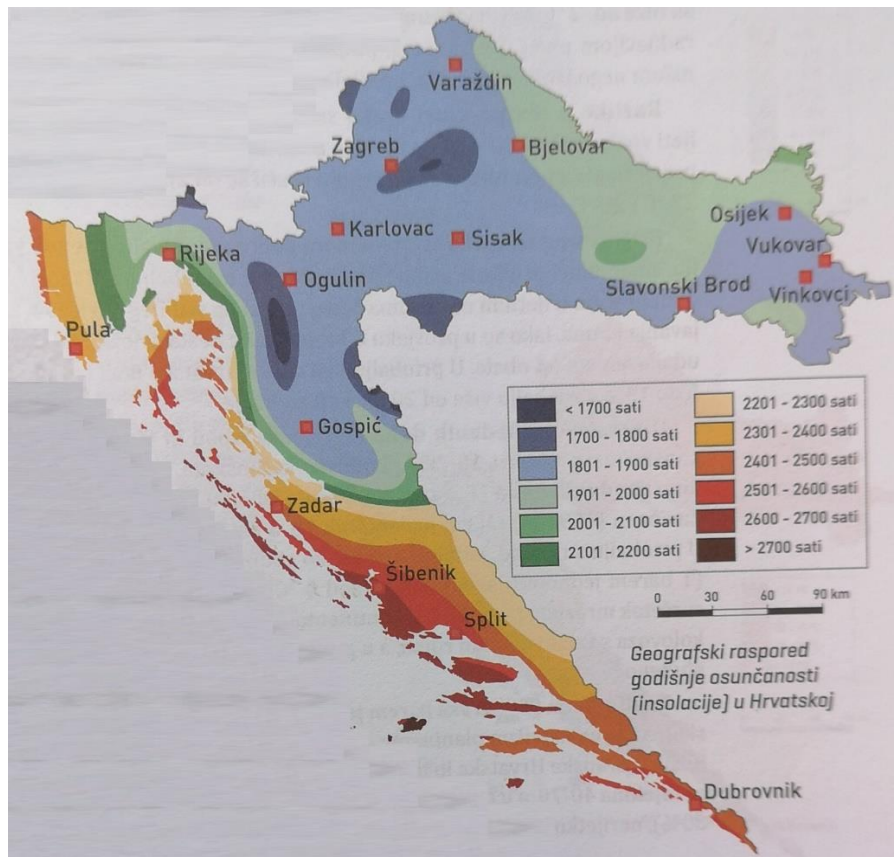 Varaždin
Zagreb
Bjelovar
Karlovac
Sisak
Osijek
Vukovar
Rijeka
Ogulin
Slavonski Brod
Vinkovci
Pula
Gospić
Zadar
Šibenik
Split
Dubrovnik
< 1700 sati
1700 - 1800 sati
1801 - 1900 sati
1901 - 2000 sati
2001 - 2100 sati
2101 - 2200 sati
2201 - 2300 sati
2301 - 2400 sati
2401 - 2500 sati
2501 - 2600 sati
2600 - 2700 sati
> 2700 sati
0 30 60 90 km
Geografski raspored
godišnje osunčanosti
(insolacije) u Hrvatskoj